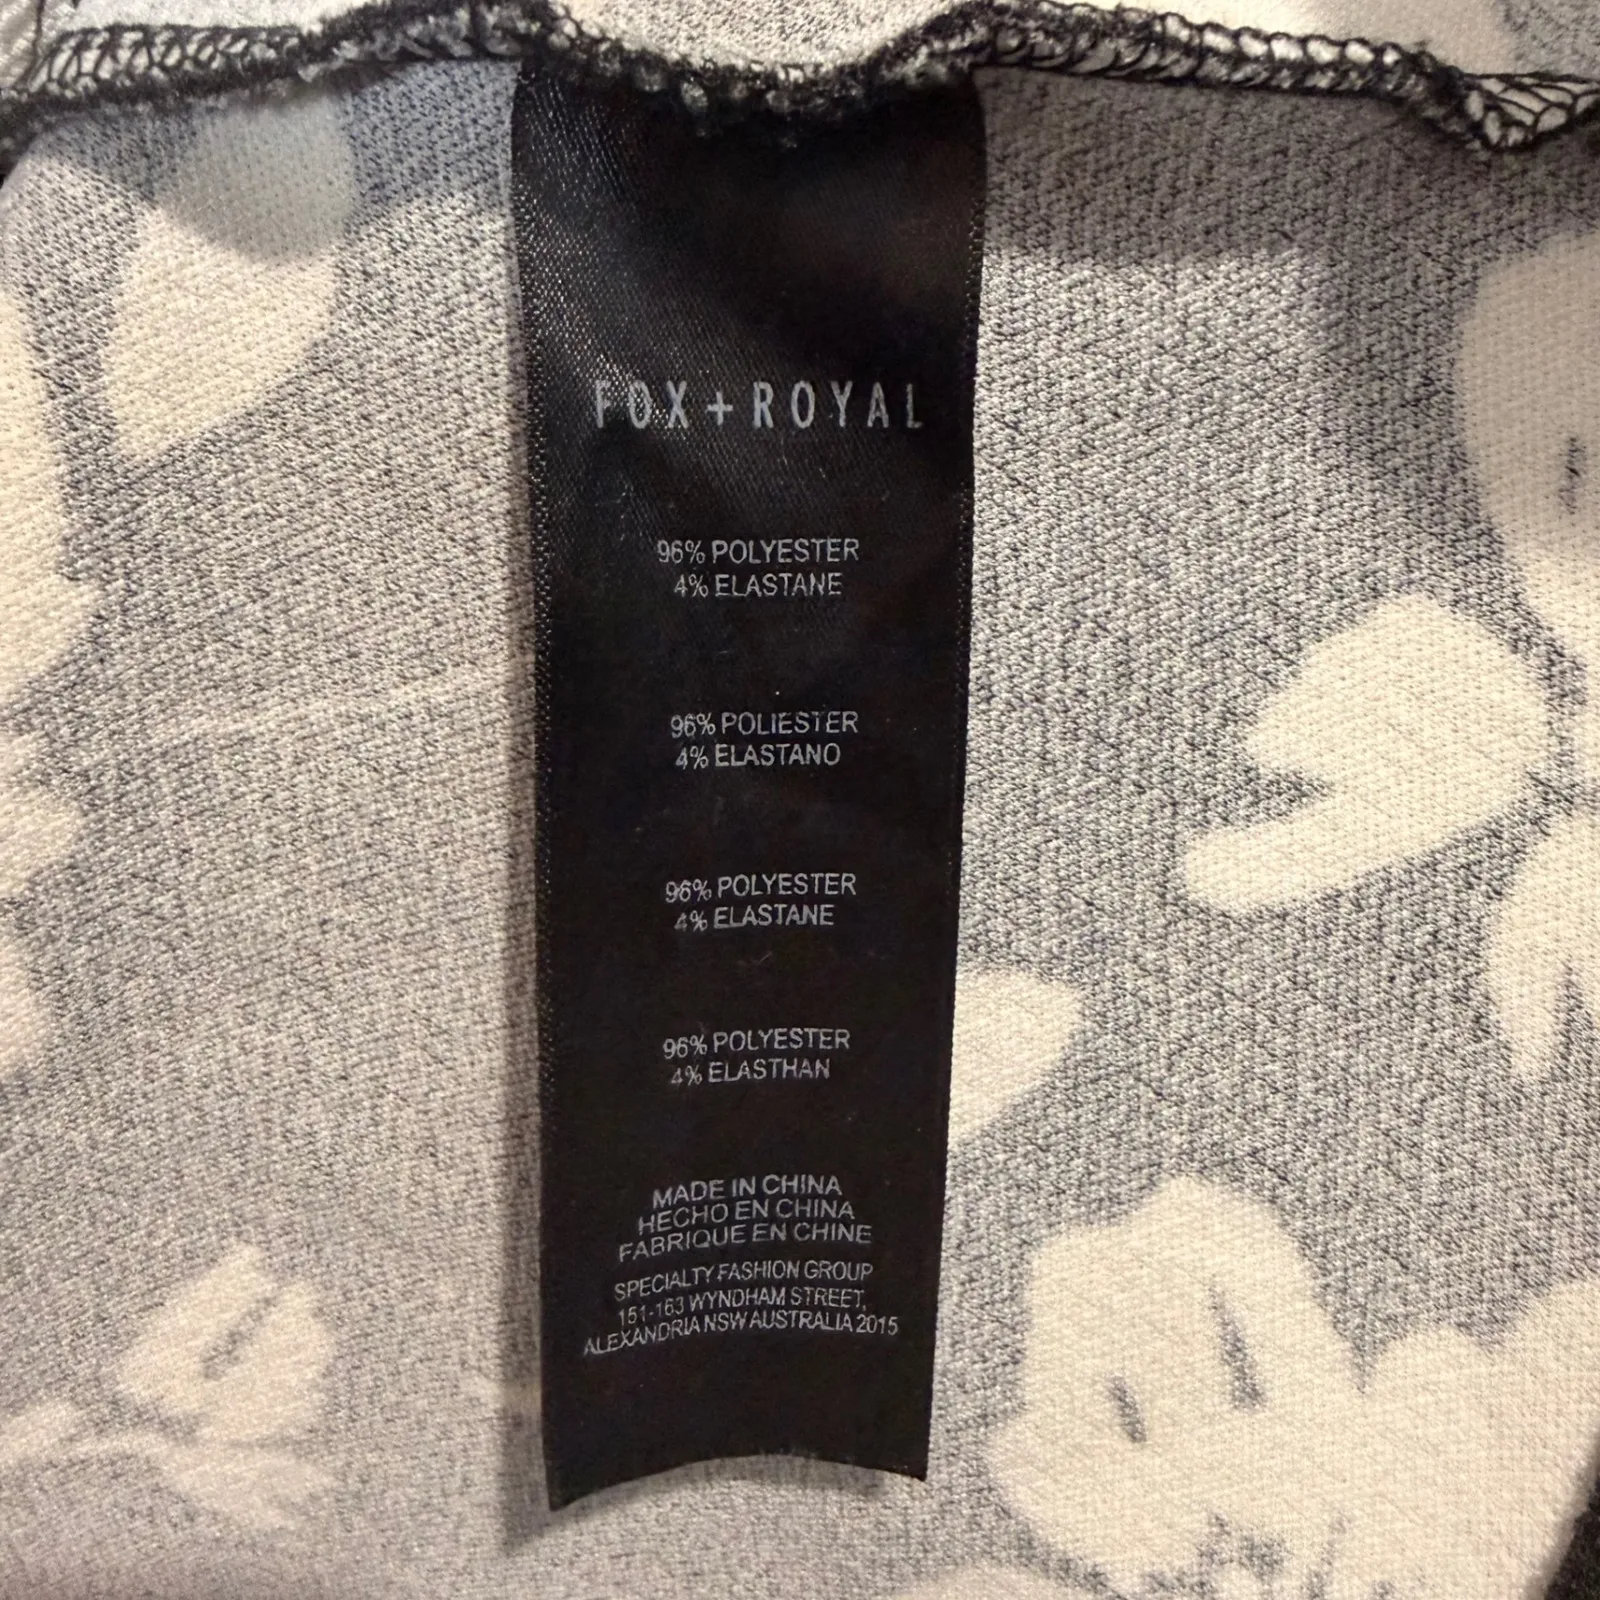 FOX+ROYAL
96% POLYESTER
4% ELASTANE
96% POLIESTER
4% ELASTANO
96% POLYESTER
4% ELASTANE
96% POLYESTER
4% ELASTHAN
MADE IN CHINA
HECHO EN CHINA
FABRIQUE EN CHINE
SPECIALTY FASHION GROUP
151-163 WYNDHAM STREET,
ALEXANDRIA NSW AUSTRALIA 2015